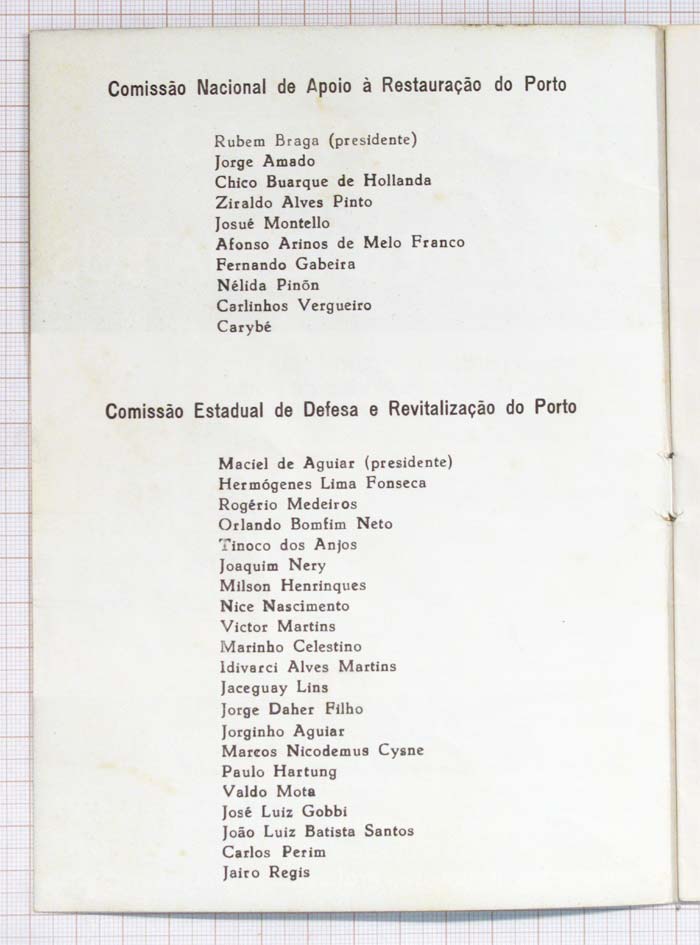 Comissão Nacional de Apoio à Restauração do Porto
Rubem Braga (presidente)
Jorge Amado
Chico Buarque de Hollanda
Ziraldo Alves Pinto
Josué Montello
Afonso Arinos de Melo Franco
Fernando Gabeira
Nélida Pinõn
Carlinhos Vergueiro
Carybé
Comissão Estadual de Defesa e Revitalização do Porto
Maciel de Aguiar (presidente)
Hermógenes Lima Fonseca
Rogério Medeiros
Orlando Bomfim Neto
Tinoco dos Anjos
Joaquim Nery
Milson Henrinques
Nice Nascimento
Victor Martins
Marinho Celestino
Idivarci Alves Martins
Jaceguay Lins
Jorge Daher Filho
Jorginho Aguiar
Marcos Nicodemus Cysne
Paulo Hartung
Valdo Mota
José Luiz Gobbi
João Luiz Batista Santos
Carlos Perim
Jairo Regis